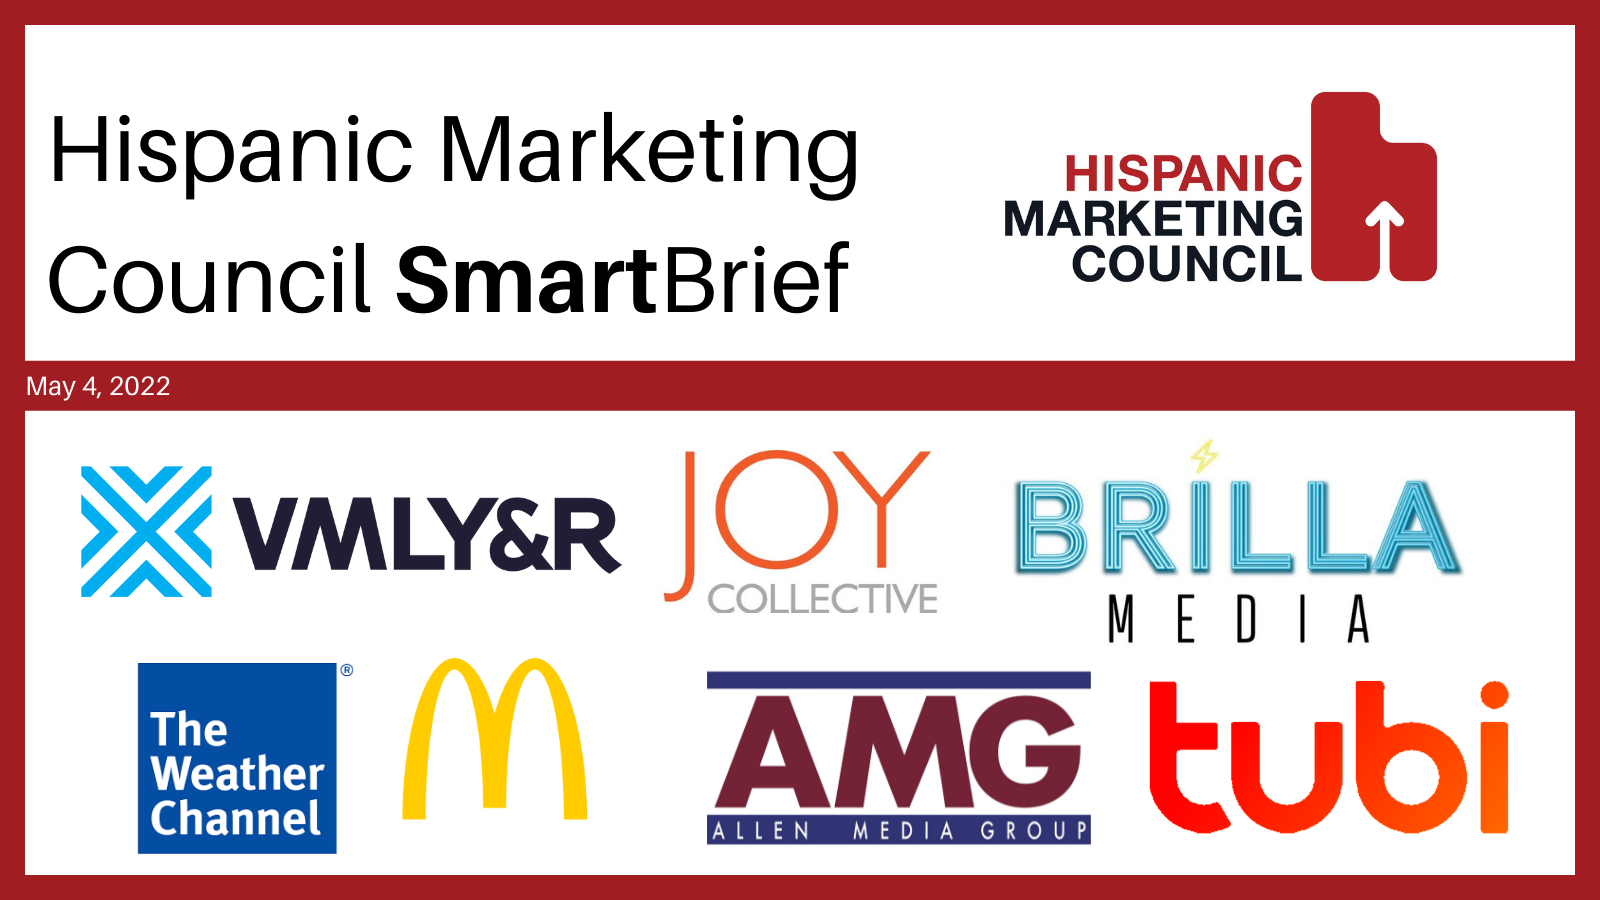 Hispanic Marketing
Council SmartBrief
HISPANIC
MARKETING
COUNCIL
May 4, 2022
VMLY&R
JOY
COLLECTIVE
BRILLA
MEDIA
The
Weather
Channel
®
M
AMG
ALLEN MEDIA GROUP
tubi